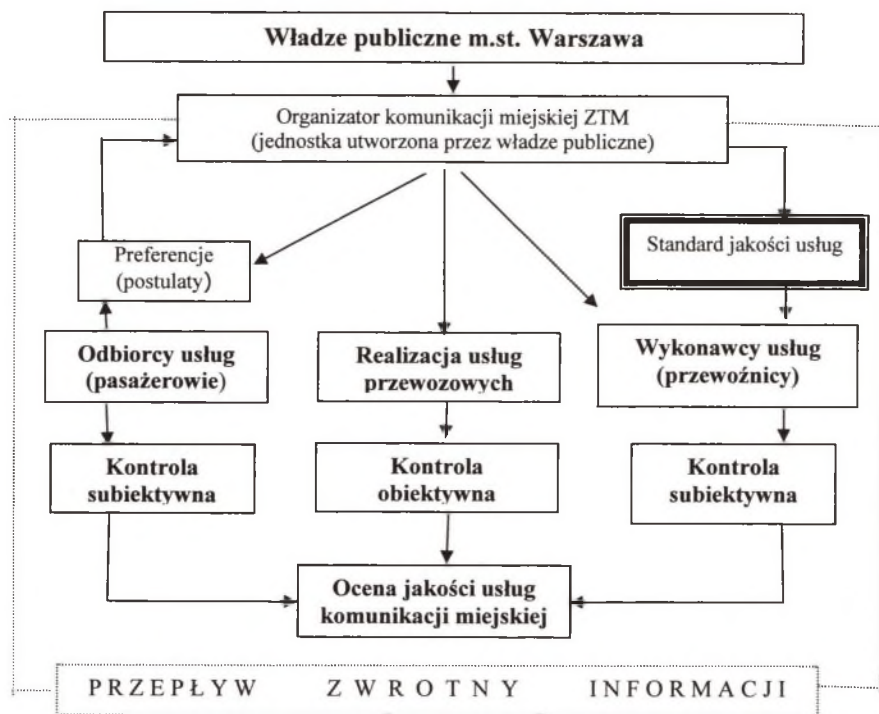 Władze publiczne m.st. Warszawa
Organizator komunikacji miejskiej ZTM
(jednostka utworzona przez władze publiczne)
Preferencje
(postulaty)
Standard jakości usług
Odbiorcy usług
(pasażerowie)
Realizacja usług
przewozowych
Wykonawcy usług
(przewoźnicy)
Kontrola
subiektywna
Kontrola
obiektywna
Kontrola
subiektywna
Ocena jakości usług
komunikacji miejskiej
PRZEPŁYW ZWROTNY INFORMACJI